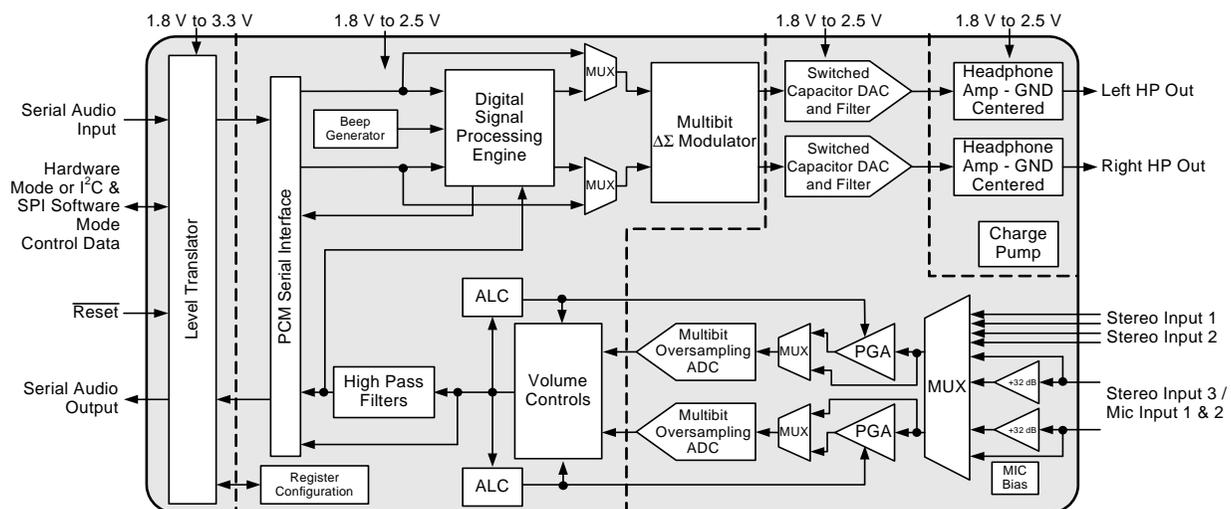 1.8 V to 3.3 V
1.8 V to 2.5 V
1.8 V to 2.5 V
1.8 V to 2.5 V
Serial Audio
Input
Hardware
Mode or I²C &
SPI Software
Mode
Control Data
Reset
Serial Audio
Output
Level Translator
PCM Serial Interface
Beep
Generator
Digital
Signal
Processing
Engine
MUX
MUX
Multibit
ΔΣ Modulator
Switched
Capacitor DAC
and Filter
Switched
Capacitor DAC
and Filter
Headphone
Amp - GND
Centered
Headphone
Amp - GND
Centered
Left HP Out
Right HP Out
Charge
Pump
ALC
High Pass
Filters
Volume
Controls
ALC
Register
Configuration
Multibit
Oversampling
ADC
Multibit
Oversampling
ADC
MUX
MUX
PGA
PGA
MUX
+32 dB
+32 dB
MIC
Bias
Stereo Input 1
Stereo Input 2
Stereo Input 3 /
Mic Input 1 & 2